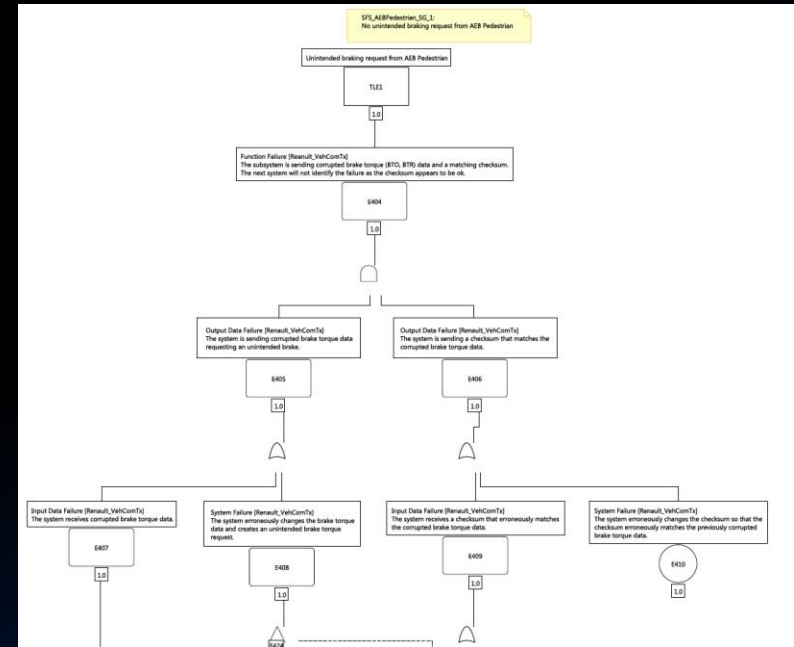 SFS_AEBPedestrian_SG_1:
No unintended braking request from AEB Pedestrian
Unintended braking request from AEB Pedestrian
TLE1
1.0
Function Failure [Reanult_VehComTx]
The subsystem is sending corrupted brake torque (BTO, BTR) data and a matching checksum.
The next system will not identify the failure as the checksum appears to be ok.
E404
1.0
Output Data Failure [Renault_VehComTx]
The system is sending corrupted brake torque data
requesting an unintended brake.
E405
1.0
Output Data Failure [Renault_VehComTx]
The system is sending a checksum that matches the
corrupted brake torque data.
E406
1.0
Input Data Failure [Renault_VehComTx)
The system receives corrupted brake torque data.
E407
1.0
System Failure [Renault_VehComTx]
The system erroneously changes the brake torque
data and creates an unintended brake torque
request.
E408
1.0
E424
Input Data Failure [Renault_VehComTx)
The system receives a checksum that erroneously matches
the corrupted brake torque data.
E409
1.0
System Failure [Renault_VehComTx]
The system erroneously changes the checksum so that the
checksum erroneously matches the previously corrupted
brake torque data.
E410
1.0